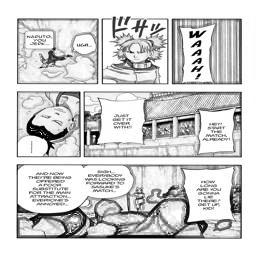 WAAAH!
UGH...
NARUTO,
YOU
JERK...
HEY!
START
THE
MATCH,
ALREADY!
JUST
GET IT
OVER
WITH!!
HOW
LONG
ARE YOU
GONNA
LIE
THERE?
GET UP,
KID!
SIGH...
EVERYBODY
WAS LOOKING
FORWARD TO
SASUKE'S
MATCH...
AND NOW
THEY'RE BEING
OFFERED
A POOR
SUBSTITUTE
FOR THE MAIN
ATTRACTION...
EVERYONE'S
ANNOYED...